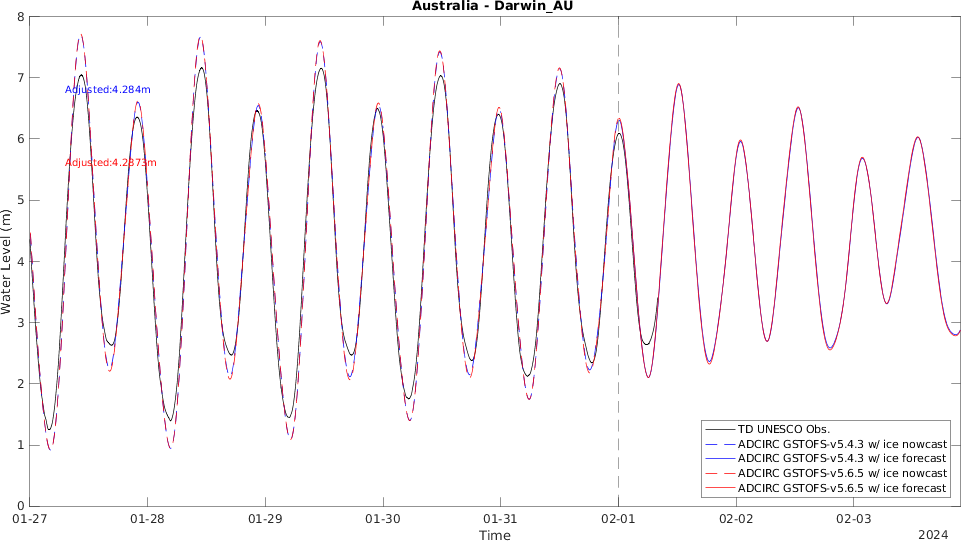 Australia - Darwin_AU
8
7
Adjusted:4.284m
6
Adjusted:4.2373m
5
Water Level (m)
4
3
2
1
0
TD UNESCO Obs.
ADCIRC GSTOFS-v5.4.3 w/ ice nowcast
ADCIRC GSTOFS-v5.4.3 w/ ice forecast
ADCIRC GSTOFS-v5.6.5 w/ ice nowcast
ADCIRC GSTOFS-v5.6.5 w/ ice forecast
01-27 01-28 01-29 01-30 01-31 02-01 02-02 02-03
Time
2024